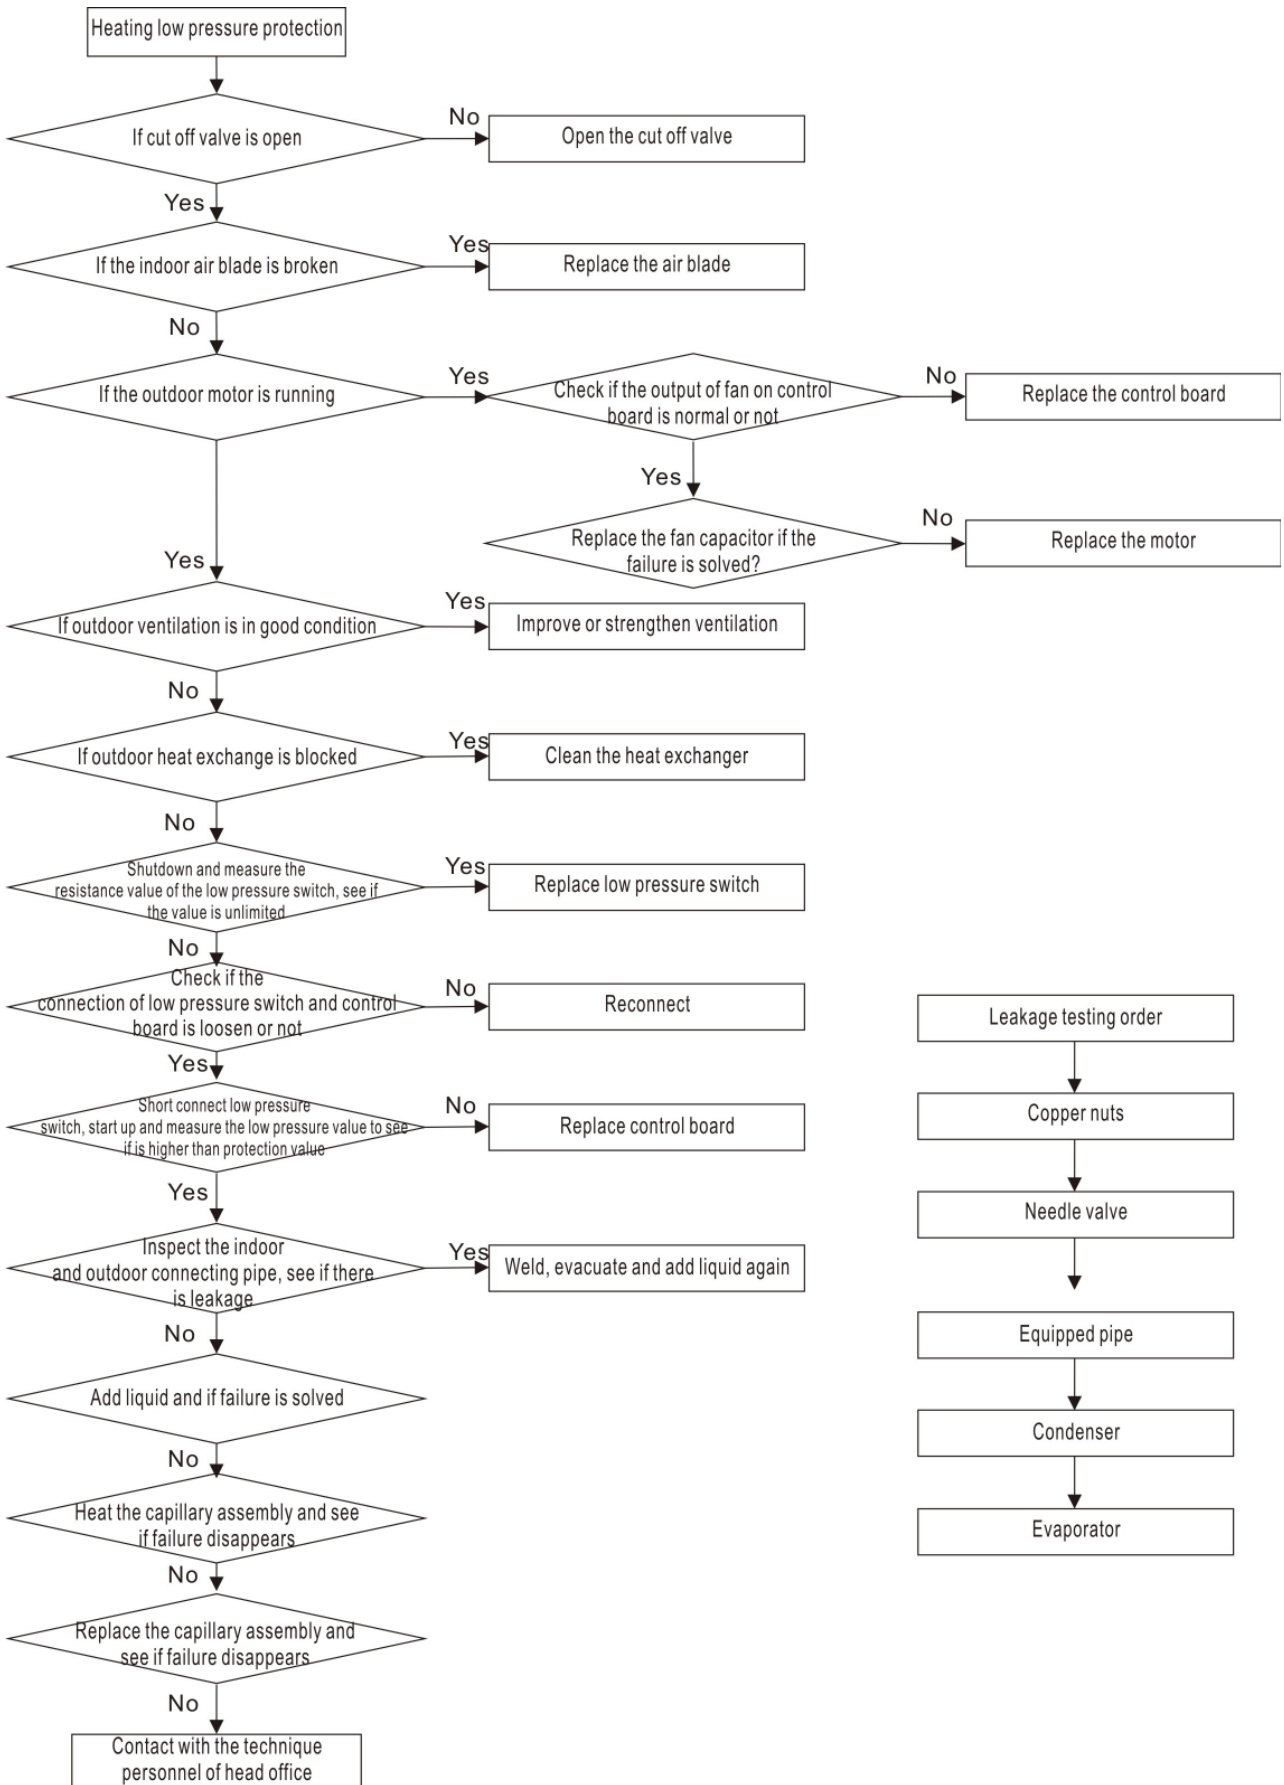 Heating low pressure protection
If cut off valve is open
No
Open the cut off valve
Yes
If the indoor air blade is broken
Yes
Replace the air blade
No
If the outdoor motor is running
Yes
Check if the output of fan on control
board is normal or not
No
Replace the control board
Yes
Replace the fan capacitor if the
failure is solved?
No
Replace the motor
Yes
If outdoor ventilation is in good condition
Yes
Improve or strengthen ventilation
No
If outdoor heat exchange is blocked
Yes
Clean the heat exchanger
No
Shutdown and measure the
resistance value of the low pressure switch, see if
the value is unlimited
Yes
Replace low pressure switch
No
Check if the
connection of low pressure switch and control
board is loosen or not
No
Reconnect
Yes
Short connect low pressure
switch, start up and measure the low pressure value to see
if is higher than protection value
No
Replace control board
Yes
Inspect the indoor
and outdoor connecting pipe, see if there
is leakage
Yes
Weld, evacuate and add liquid again
No
Add liquid and if failure is solved
No
Heat the capillary assembly and see
if failure disappears
No
Replace the capillary assembly and
see if failure disappears
No
Contact with the technique
personnel of head office
Leakage testing order
Copper nuts
Needle valve
Equipped pipe
Condenser
Evaporator